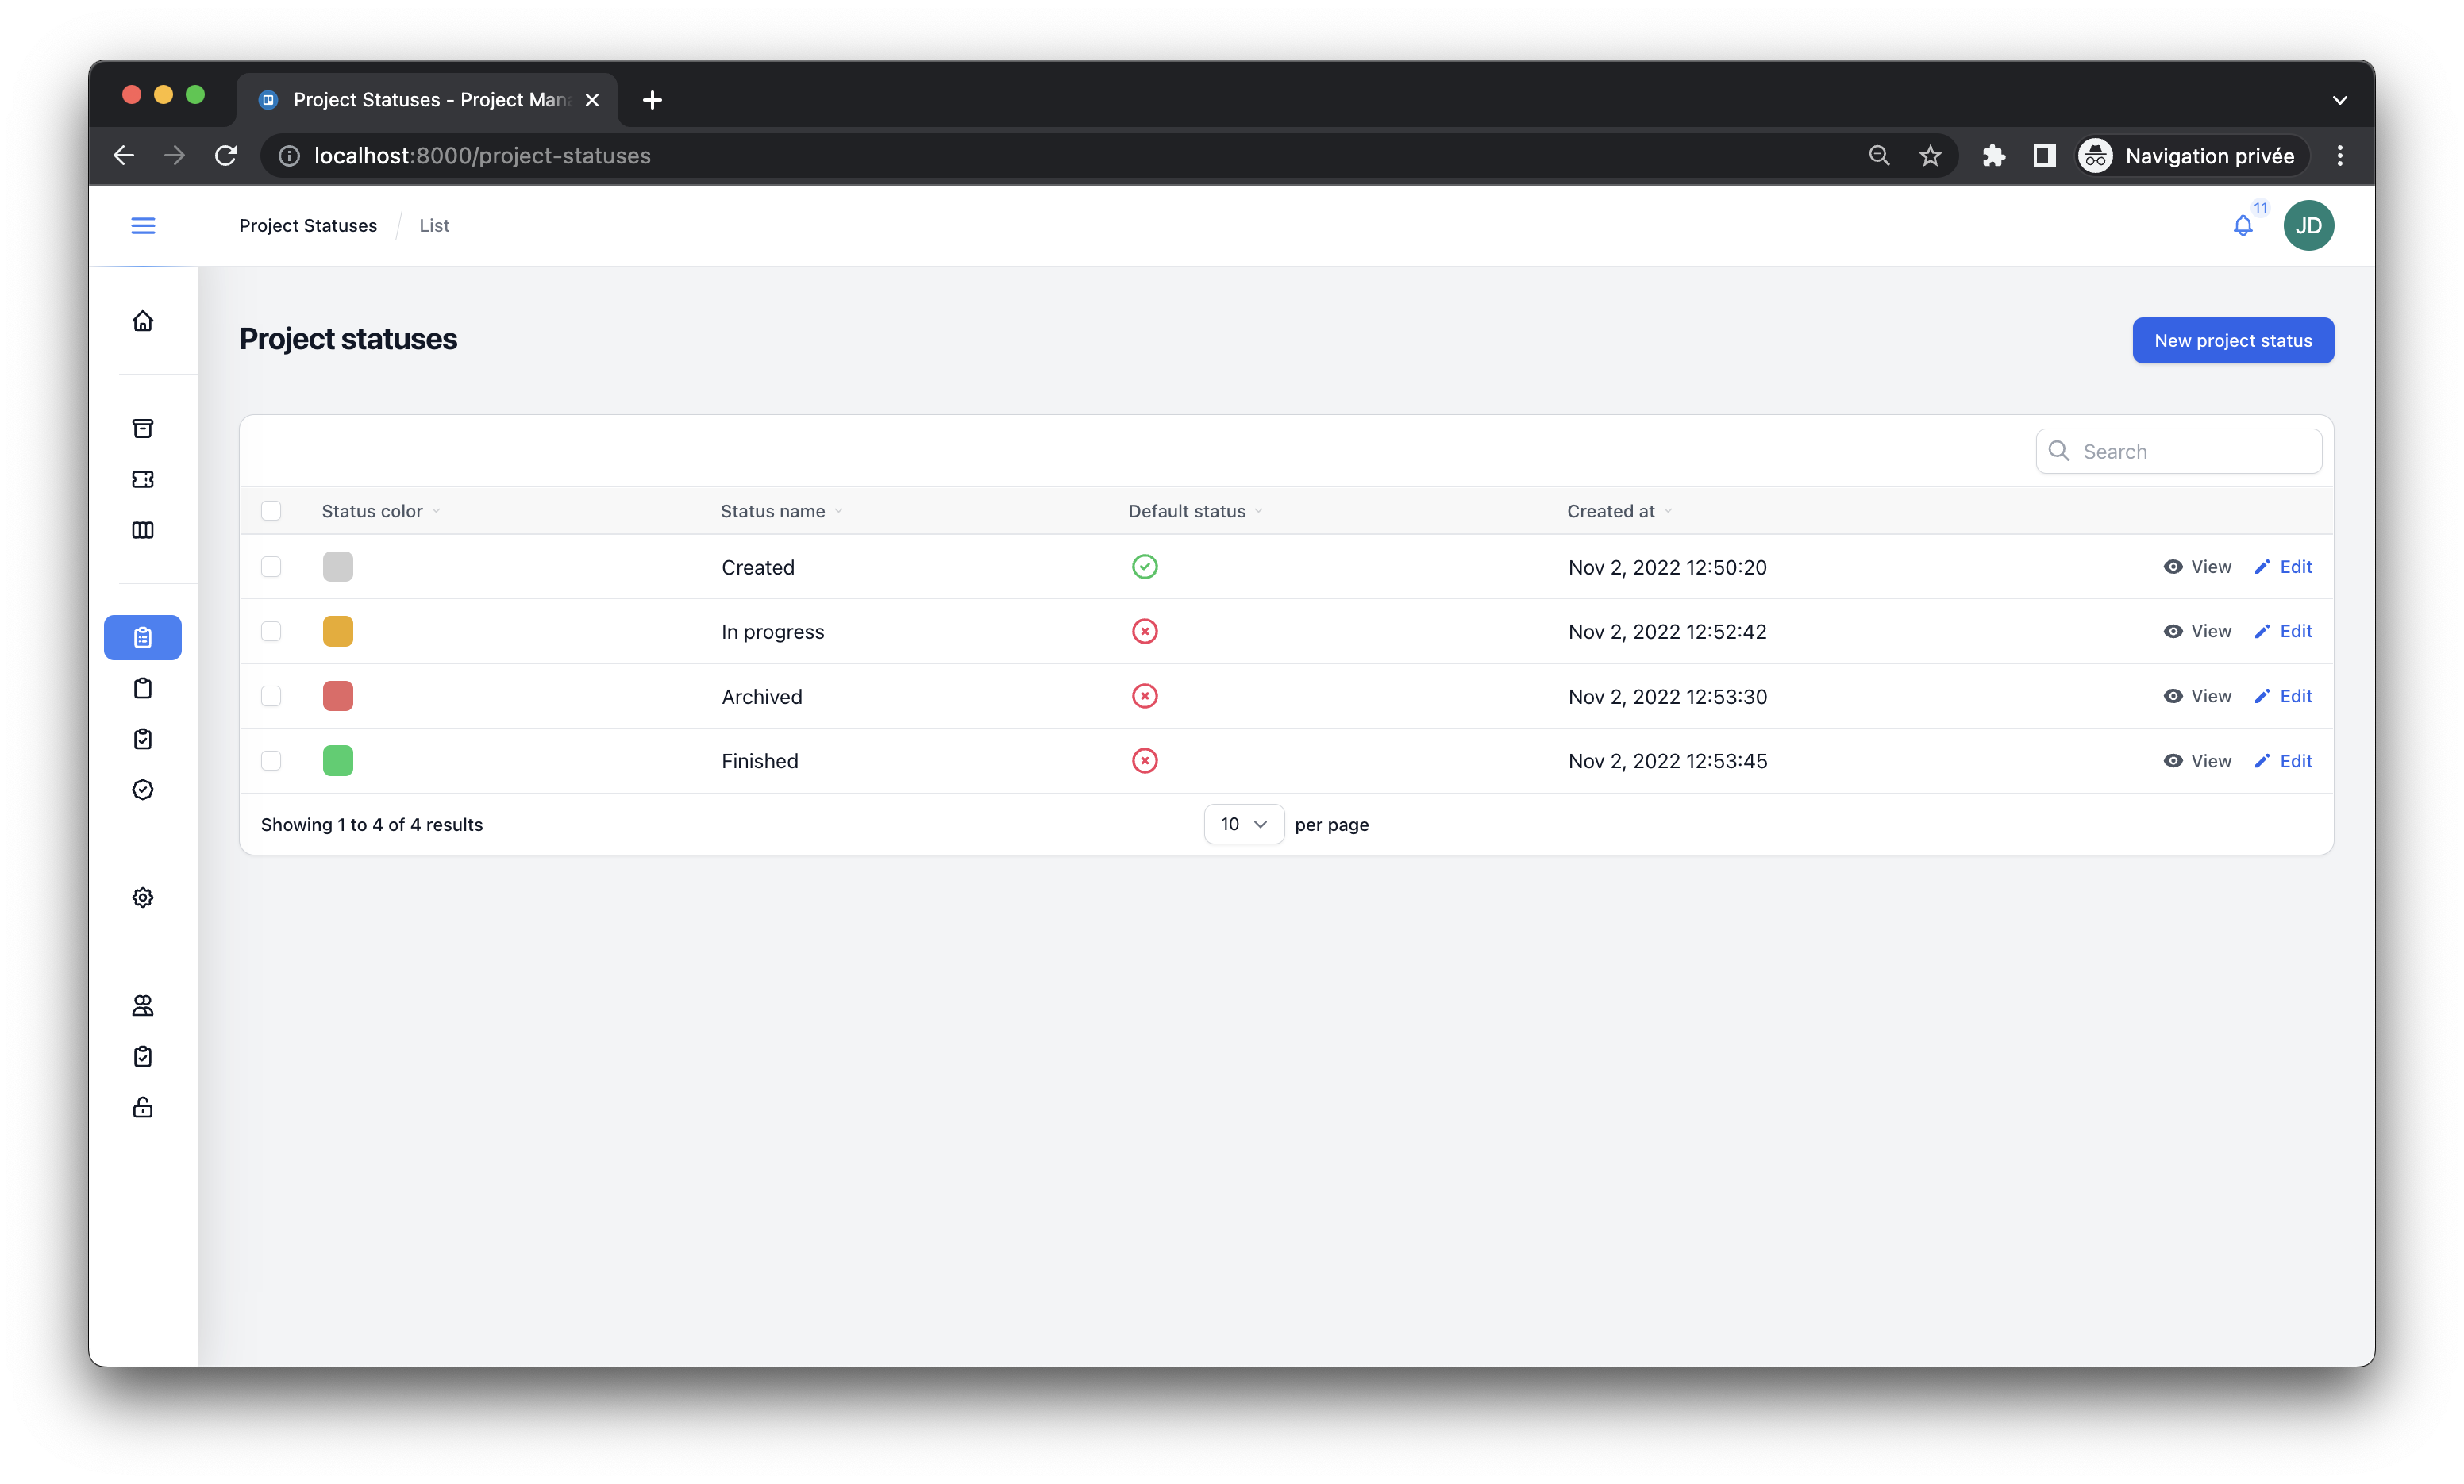 Project Statuses - Project Man
localhost:8000/project-statuses
Navigation privée
Project Statuses
List
11
JD
Project statuses
New project status
Search
Status color
Status name
Default status
Created at
Created
Nov 2, 2022 12:50:20
View
Edit
In progress
Nov 2, 2022 12:52:42
View
Edit
Archived
Nov 2, 2022 12:53:30
View
Edit
Finished
Nov 2, 2022 12:53:45
View
Edit
Showing 1 to 4 of 4 results
10
per page